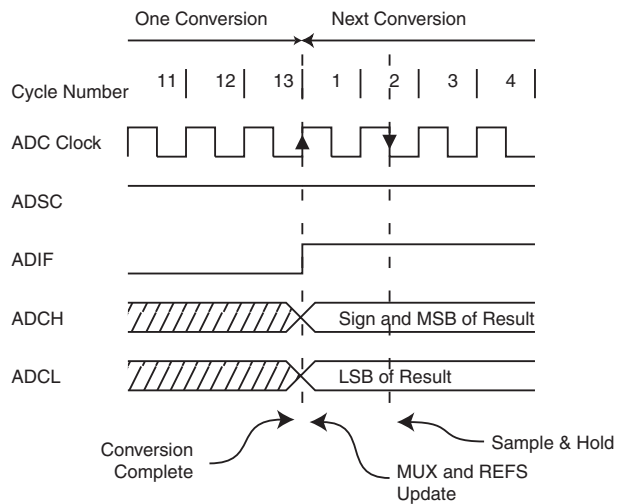 One Conversion
Next Conversion
Cycle Number
11
12
13
1
2
3
4
ADC Clock
ADSC
ADIF
ADCH
Sign and MSB of Result
ADCL
LSB of Result
Conversion
Complete
MUX and REFS
Update
Sample & Hold